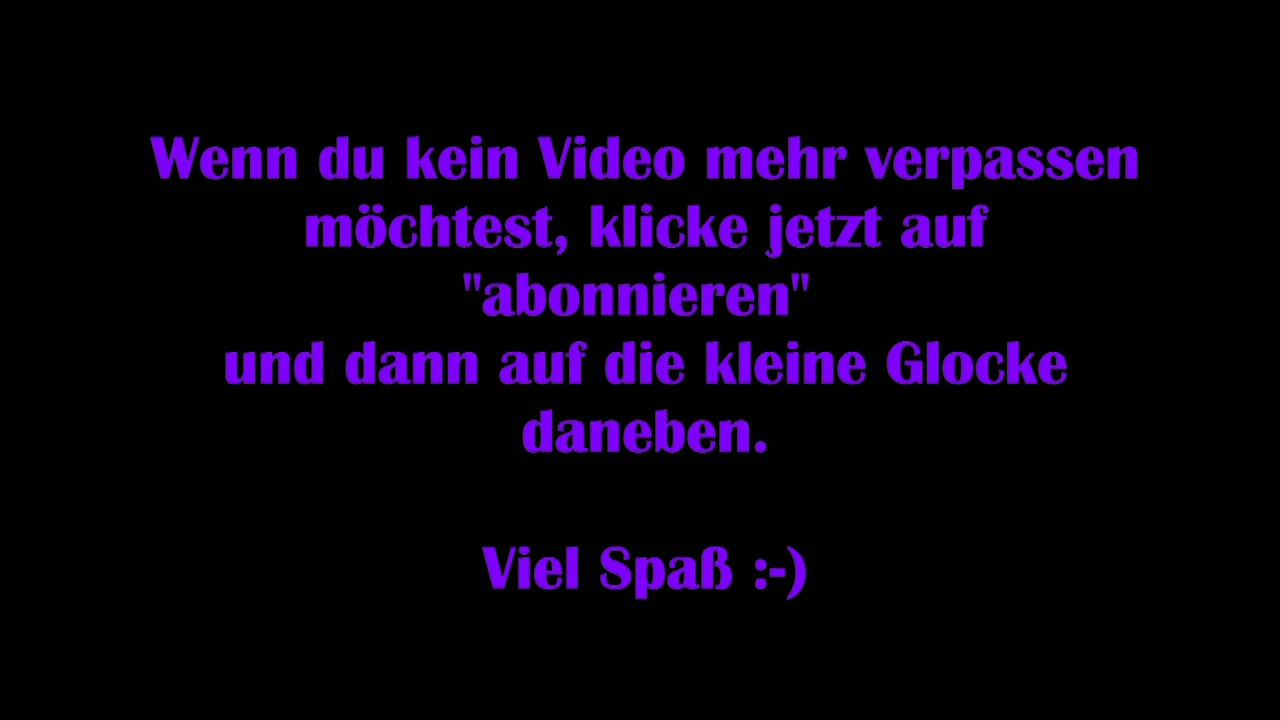 Wenn du kein Video mehr verpassen
möchtest, klicke jetzt auf
"abonnieren"
und dann auf die kleine Glocke
daneben.
Viel Spaß :-)